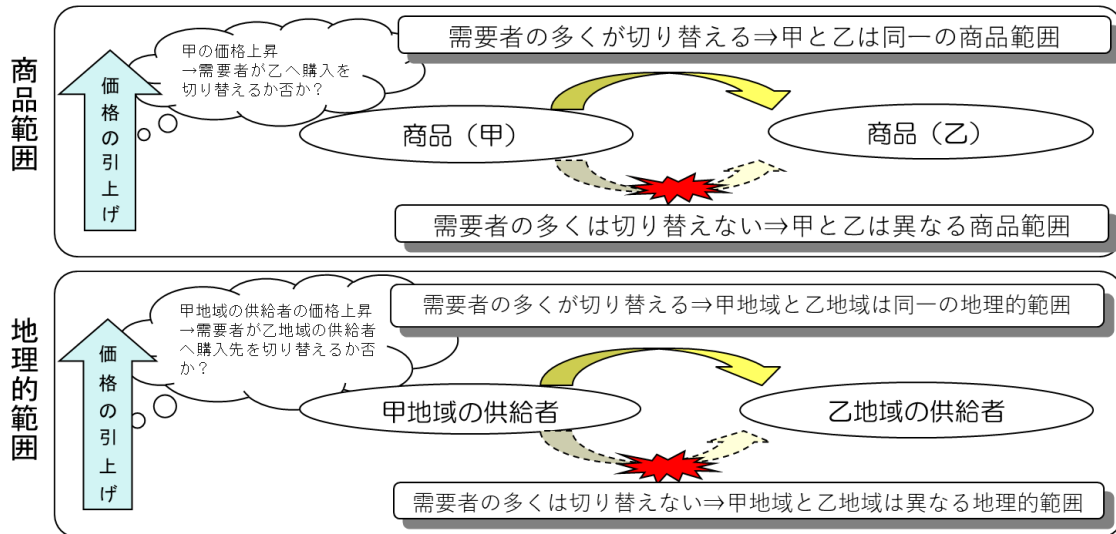 商品範囲
価格の引上げ
甲の価格上昇
→需要者が乙へ購入を
切り替えるか否か？
需要者の多くが切り替える⇒甲と乙は同一の商品範囲
商品（甲）
商品（乙）
需要者の多くは切り替えない⇒甲と乙は異なる商品範囲
地理的範囲
価格の引上げ
甲地域の供給者の価格上昇
→需要者が乙地域の供給者
へ購入先を切り替えるか否
か？
需要者の多くが切り替える⇒甲地域と乙地域は同一の地理的範囲
甲地域の供給者
乙地域の供給者
需要者の多くは切り替えない⇒甲地域と乙地域は異なる地理的範囲